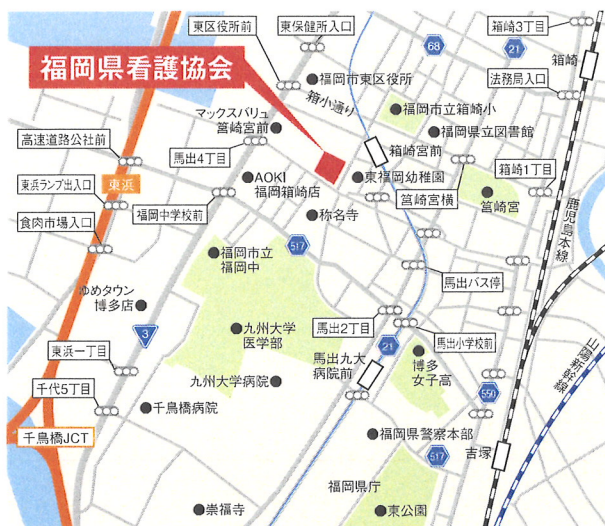 東区役所前
東保健所入口
箱崎3丁目
68
21
箱崎
福岡県看護協会
福岡市東区役所
法務局入口
箱小通り
マックスバリュ
筥崎宮前
福岡市立箱崎小
福岡県立図書館
高速道路公社前
馬出4丁目
箱崎宮前
箱崎1丁目
東浜ランプ出入口
東浜
AOKI
福岡箱崎店
東福岡幼稚園
筥崎宮横
筥崎宮
鹿児島本線
食肉市場入口
福岡中学校前
称名寺
517
福岡市立
福岡中
馬出バス停
ゆめタウン
博多店
3
九州大学
医学部
馬出2丁目
馬出小学校前
21
山陽新幹線
東浜一丁目
馬出九大
病院前
博多
女子高
九州大学病院
550
千代5丁目
千鳥橋病院
千鳥橋JCT
福岡県警察本部
517
吉塚
福岡県庁
崇福寺
東公園